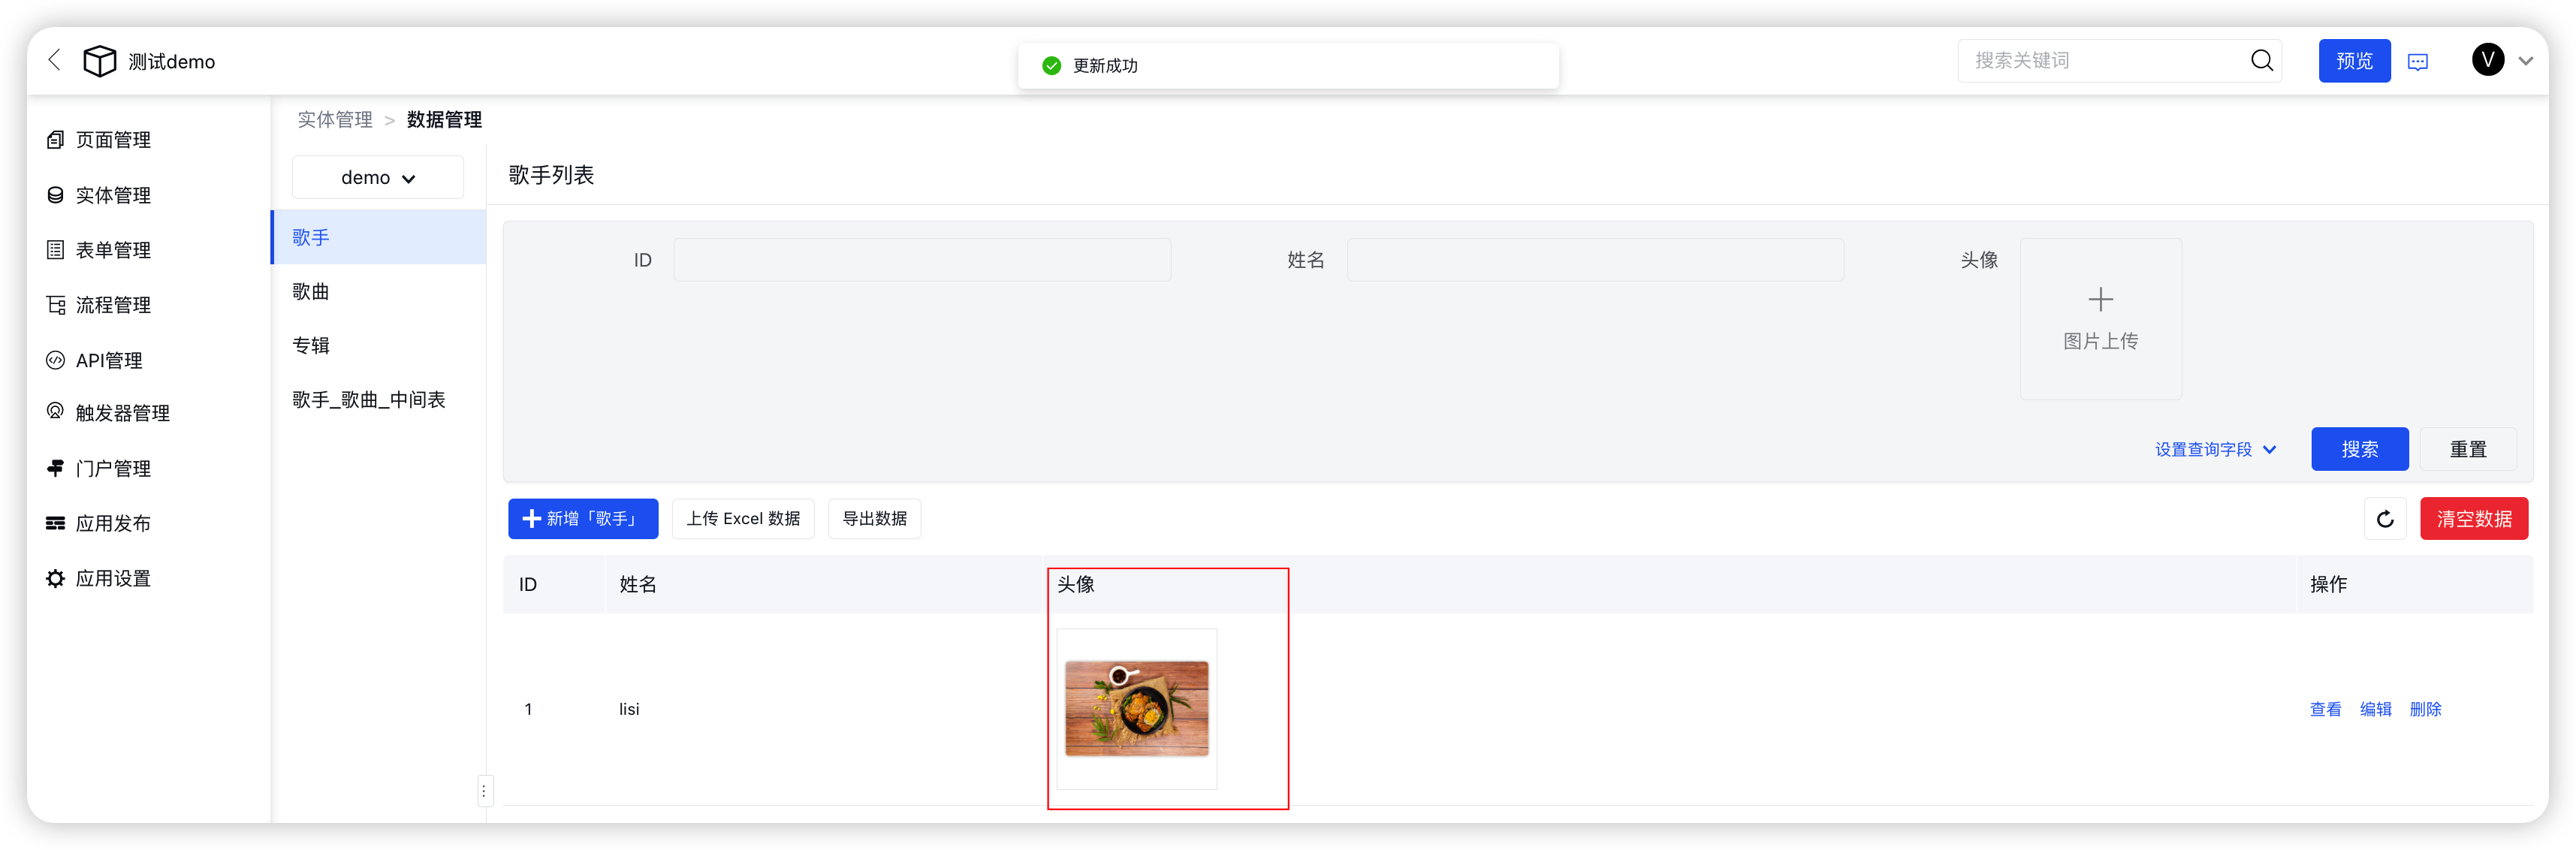 测试demo
更新成功
搜索关键词
预览
V
页面管理
实体管理
表单管理
流程管理
API管理
触发器管理
门户管理
应用发布
应用设置
实体管理 > 数据管理
demo
歌手
歌曲
专辑
歌手_歌曲_中间表
歌手列表
ID
姓名
头像
图片上传
设置查询字段
搜索
重置
新增「歌手」
上传 Excel 数据
导出数据
清空数据
ID 姓名 头像 操作
1 lisi 查看 编辑 删除